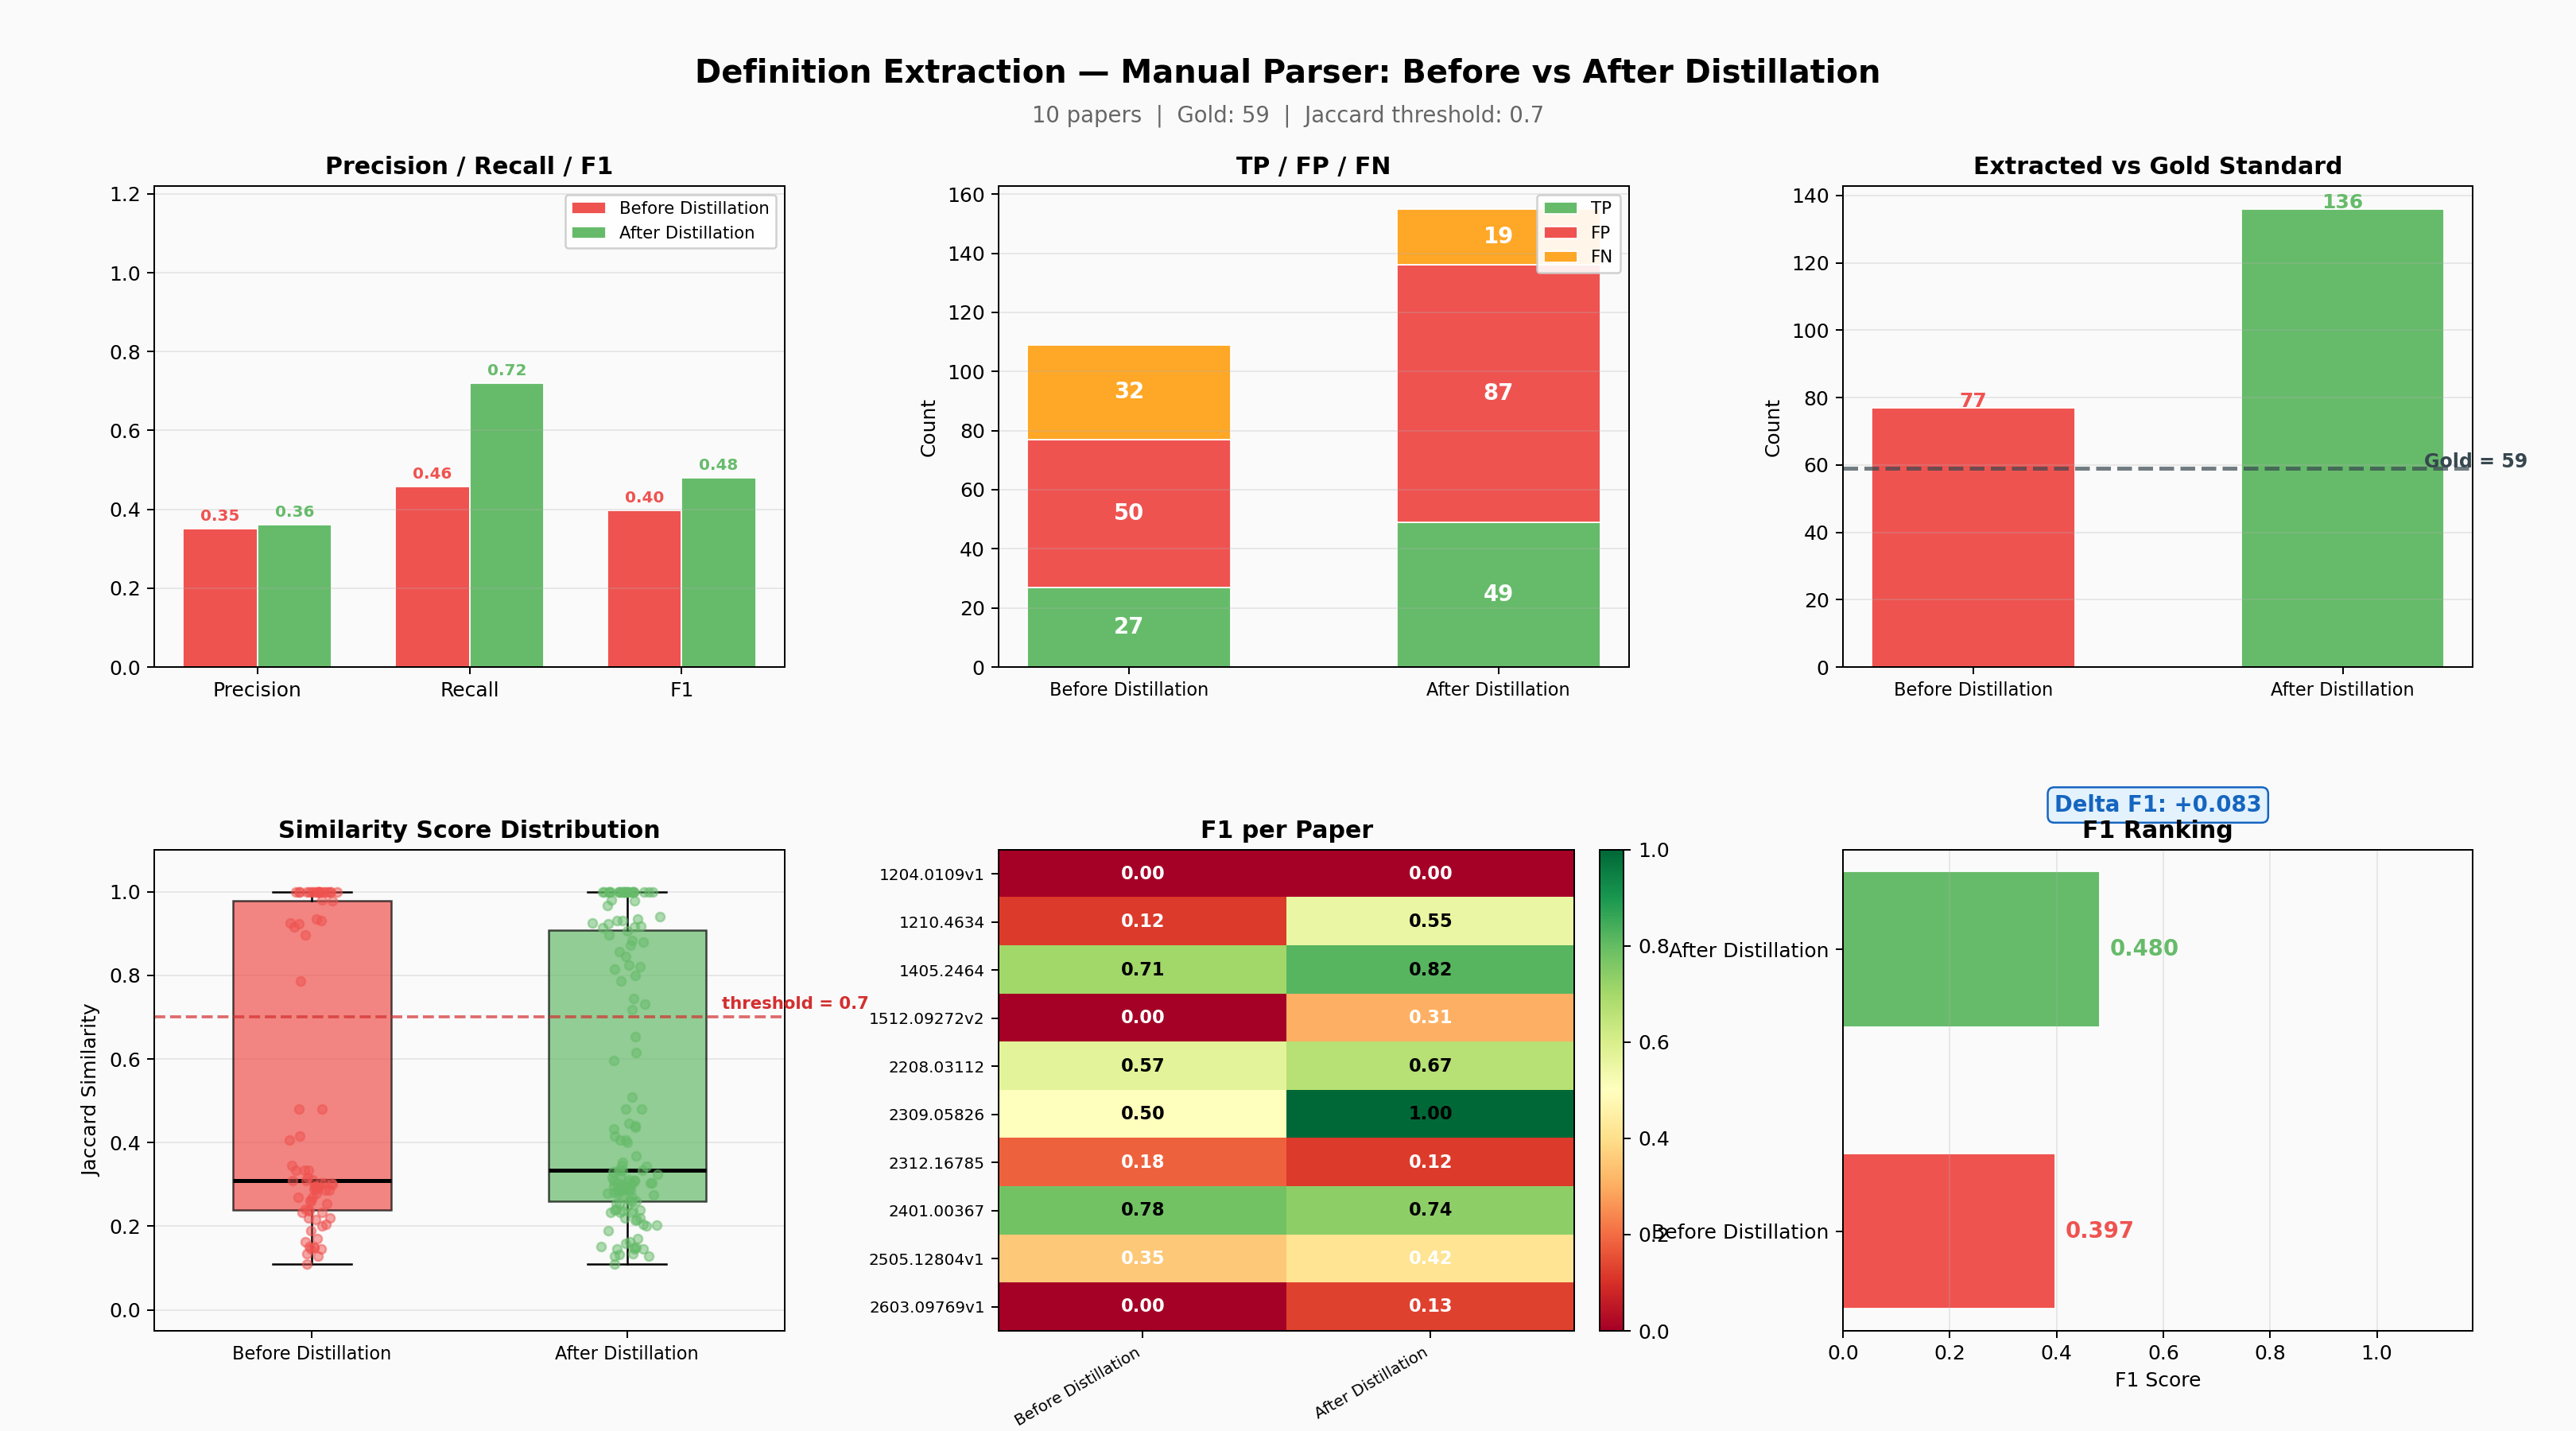 Definition Extraction — Manual Parser: Before vs After Distillation
10 papers | Gold: 59 | Jaccard threshold: 0.7
Precision / Recall / F1
1.2
1.0
0.8
0.6
0.4
0.2
0.0
Before Distillation
After Distillation
0.35
0.36
0.46
0.72
0.40
0.48
Precision
Recall
F1
TP / FP / FN
Count
160
140
120
100
80
60
40
20
0
TP
FP
FN
32
50
27
19
87
49
Before Distillation
After Distillation
Extracted vs Gold Standard
Count
140
120
100
80
60
40
20
0
77
136
Gold = 59
Before Distillation
After Distillation
Similarity Score Distribution
Jaccard Similarity
1.0
0.8
0.6
0.4
0.2
0.0
threshold = 0.7
Before Distillation
After Distillation
F1 per Paper
1204.0109v1 0.00 0.00
1210.4634 0.12 0.55
1405.2464 0.71 0.82
1512.09272v2 0.00 0.31
2208.03112 0.57 0.67
2309.05826 0.50 1.00
2312.16785 0.18 0.12
2401.00367 0.78 0.74
2505.12804v1 0.35 0.42
2603.09769v1 0.00 0.13
Before Distillation
After Distillation
1.0
0.8
0.6
0.4
0.2
0.0
Delta F1: +0.083
F1 Ranking
After Distillation
0.480
Before Distillation
0.397
0.0
0.2
0.4
0.6
0.8
1.0
F1 Score